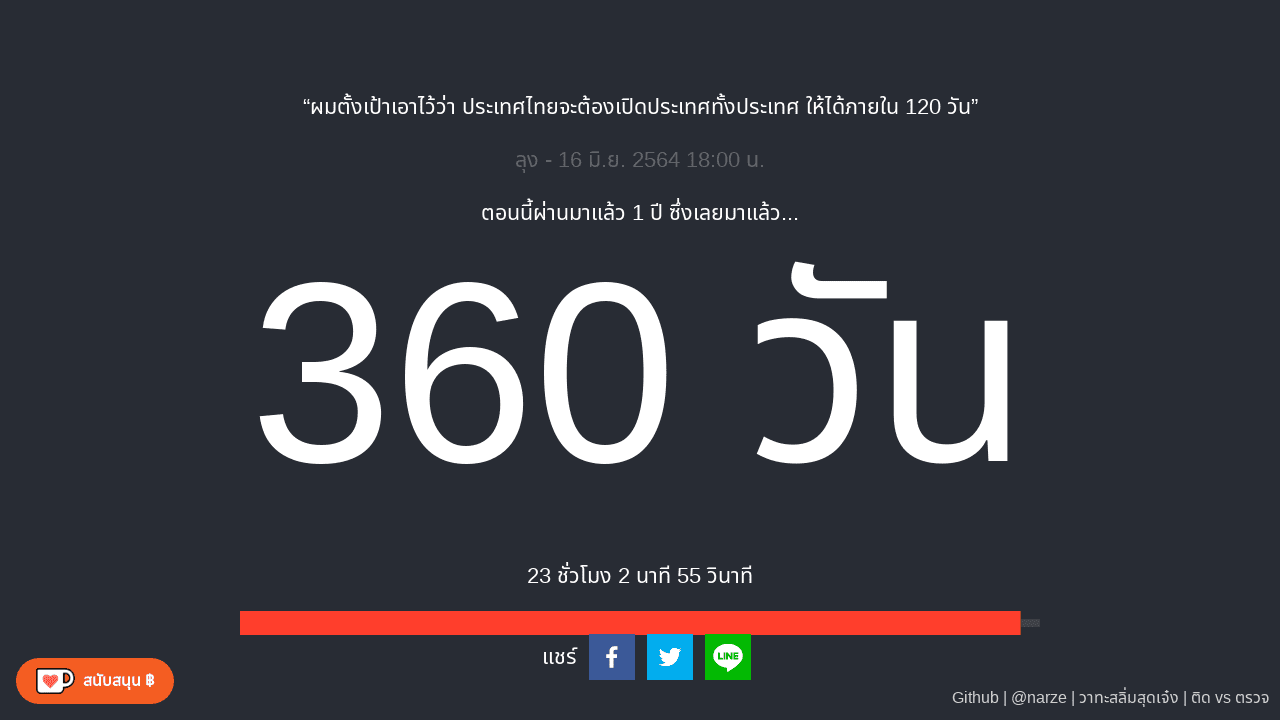 “ผมตั้งเป้าเอาไว้ว่า ประเทศไทยจะต้องเปิดประเทศทั้งประเทศ ให้ได้ภายใน 120 วัน”
ลุง - 16 มิ.ย. 2564 18:00 น.
ตอนนี้ผ่านมาแล้ว 1 ปี ซึ่งเลยมาแล้ว...
360 วัน
23 ชั่วโมง 2 นาที 55 วินาที
แชร์
LINE
สนับสนุน ฿
Github | @narze | วาทะสลิ่มสุดเจ๋ง | ติด vs ตรวจ